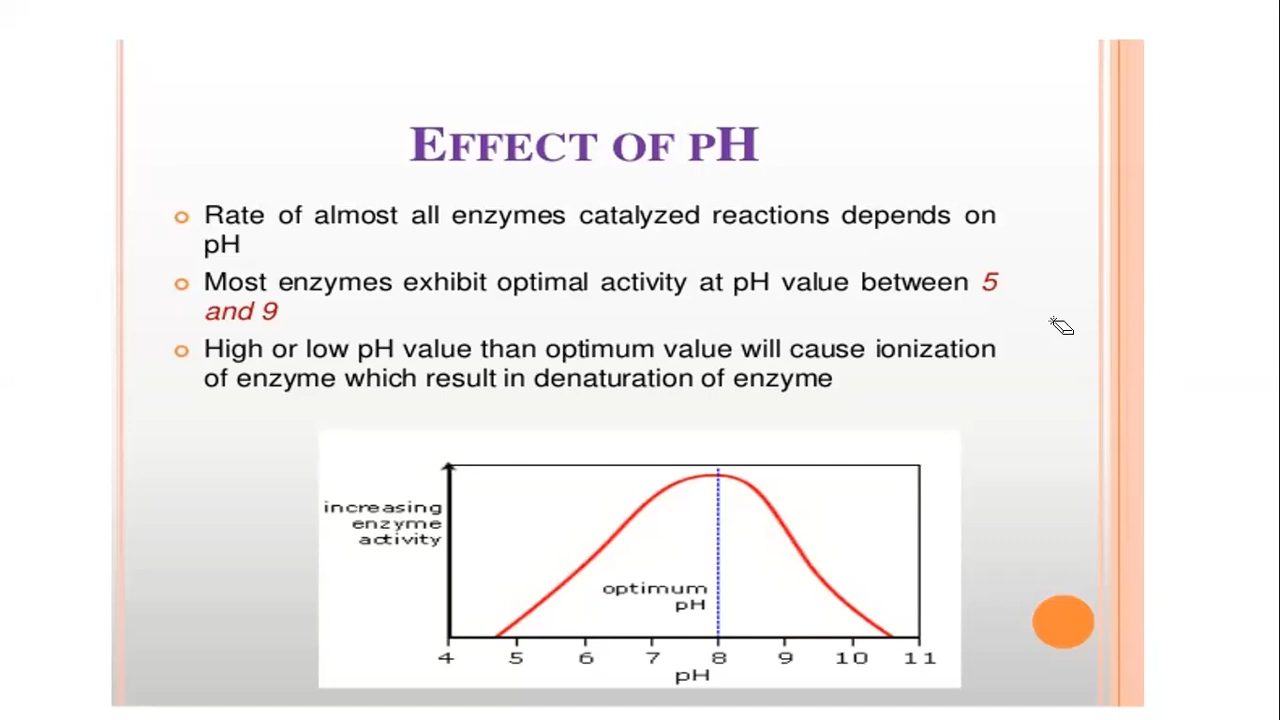 EFFECT OF pH
Rate of almost all enzymes catalyzed reactions depends on
pH
Most enzymes exhibit optimal activity at pH value between 5
and 9
High or low pH value than optimum value will cause ionization
of enzyme which result in denaturation of enzyme
increasing
enzyme
activity
optimum
pH
4 5 6 7 8 9 10 11
pH